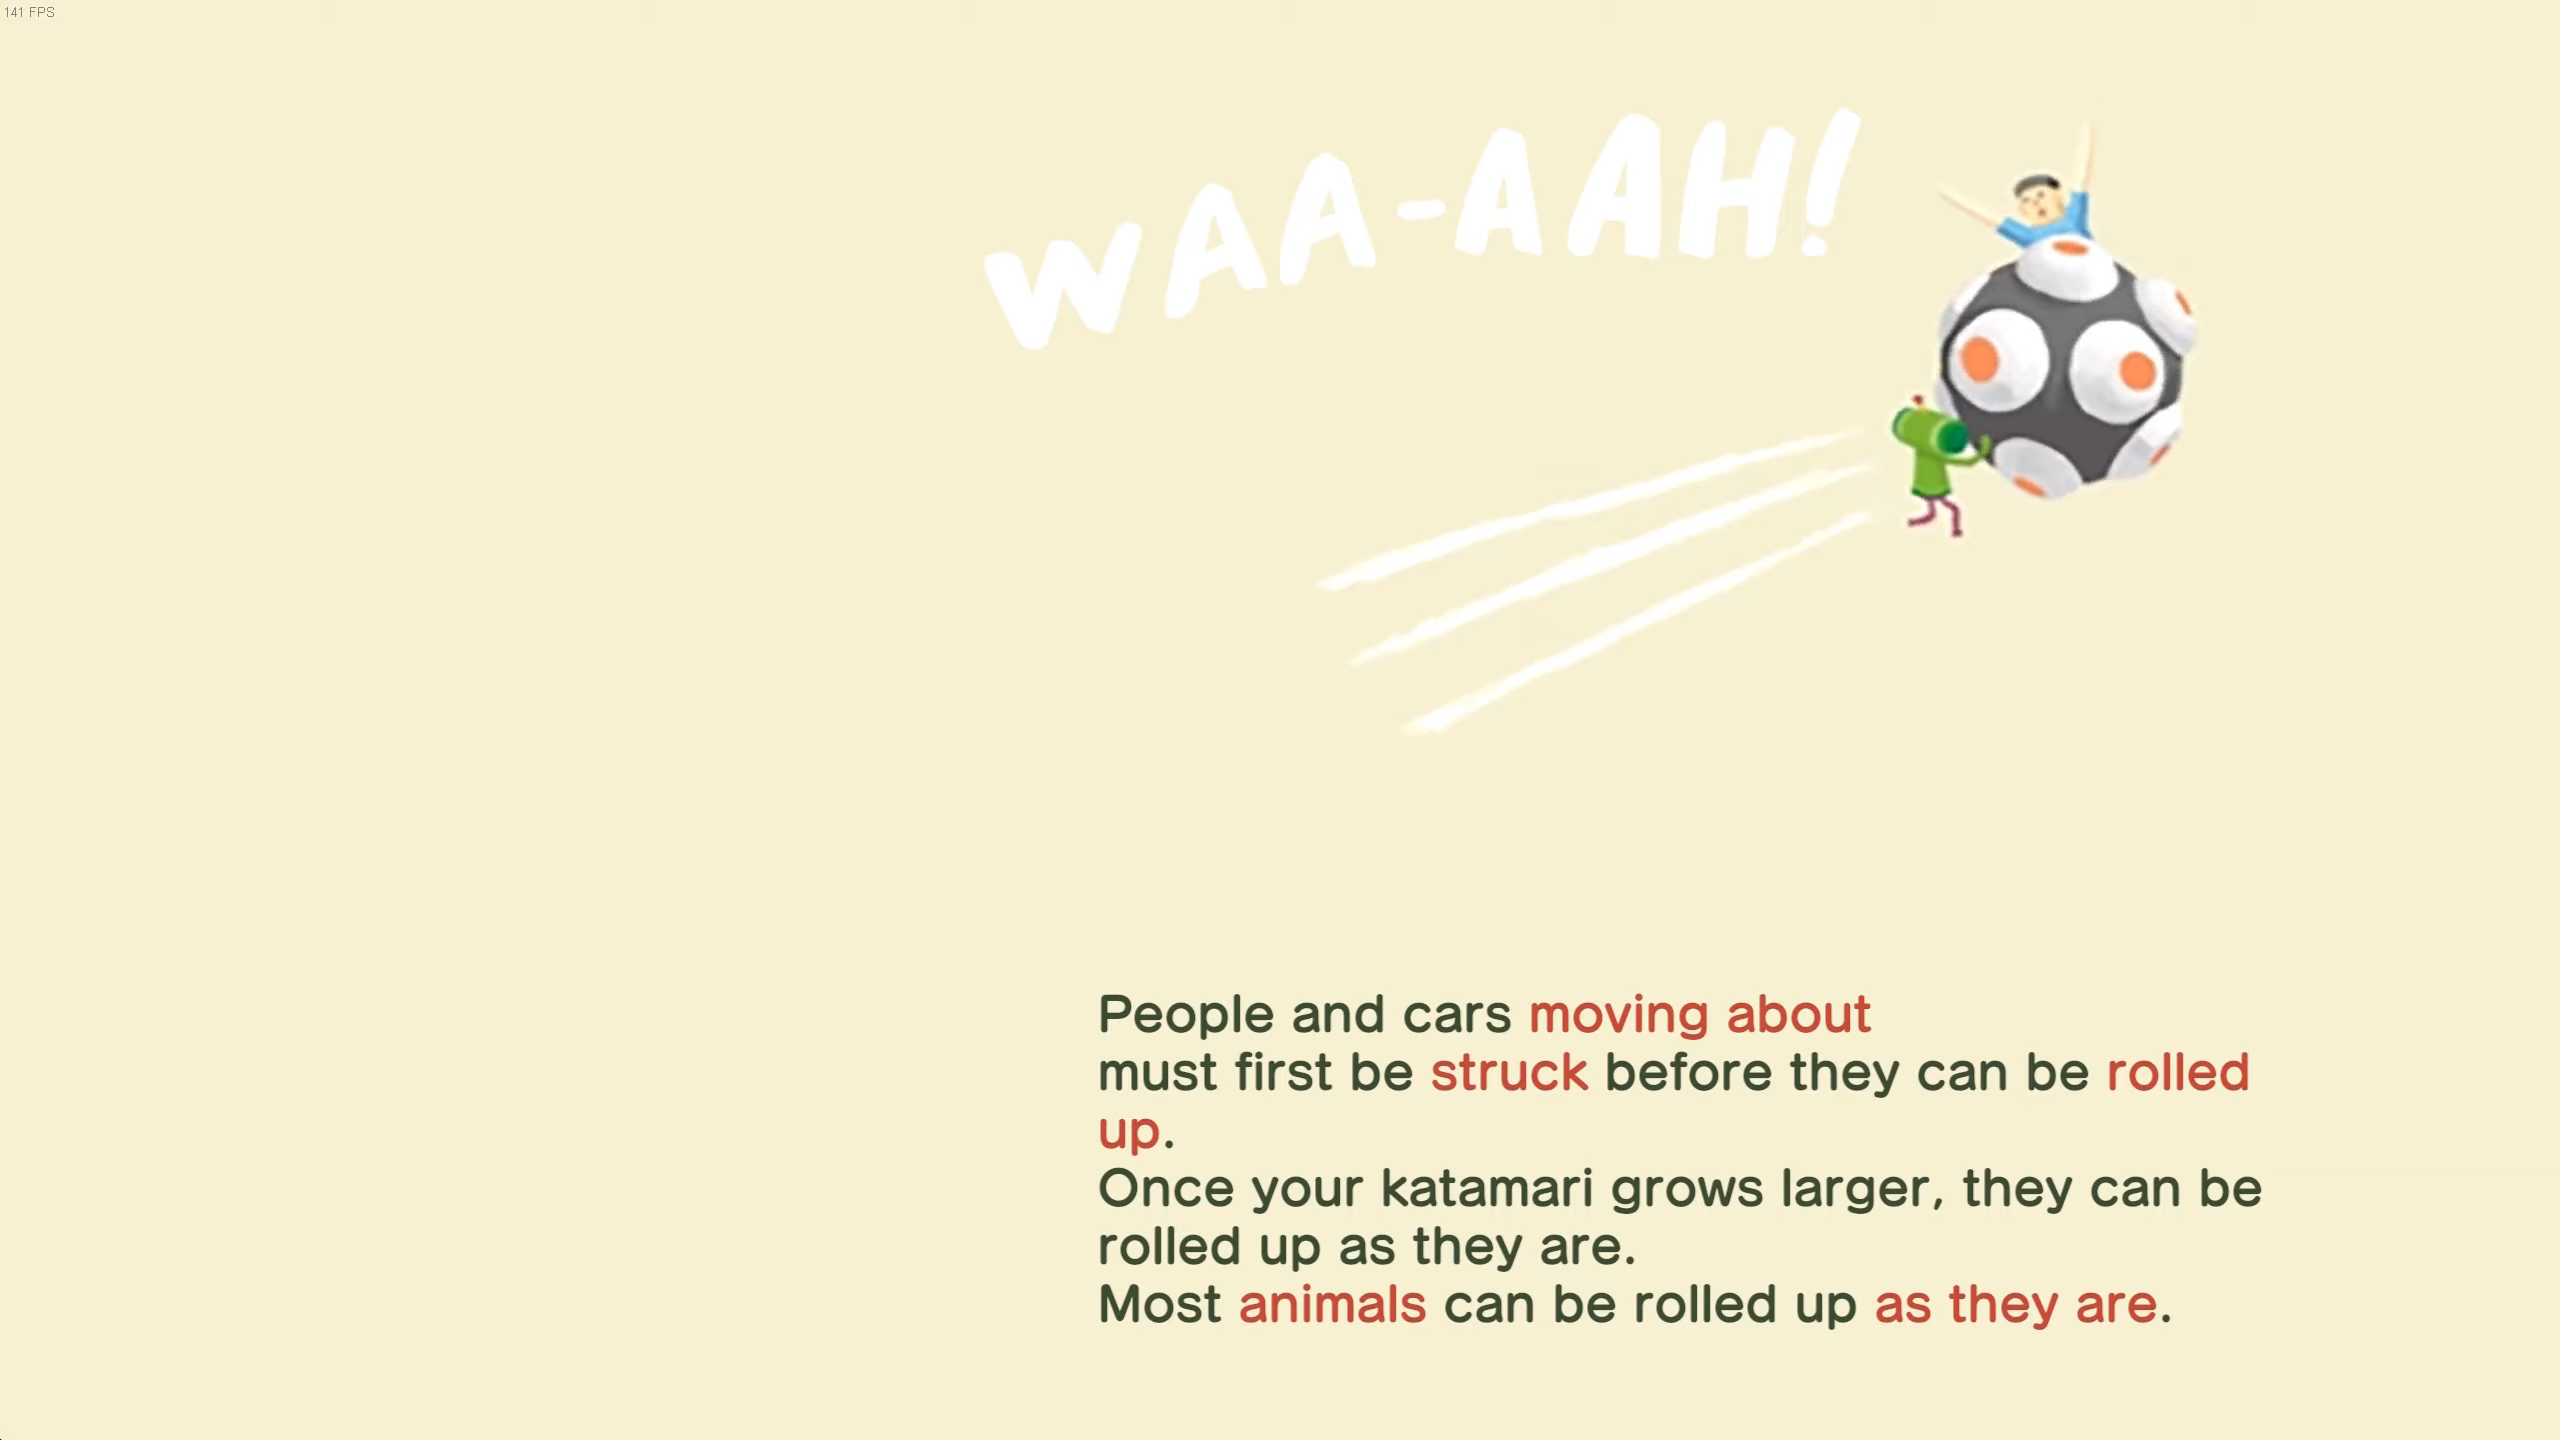 141 FPS
WAA-AAH!
People and cars moving about
must first be struck before they can be rolled
up.
Once your katamari grows larger, they can be
rolled up as they are.
Most animals can be rolled up as they are.